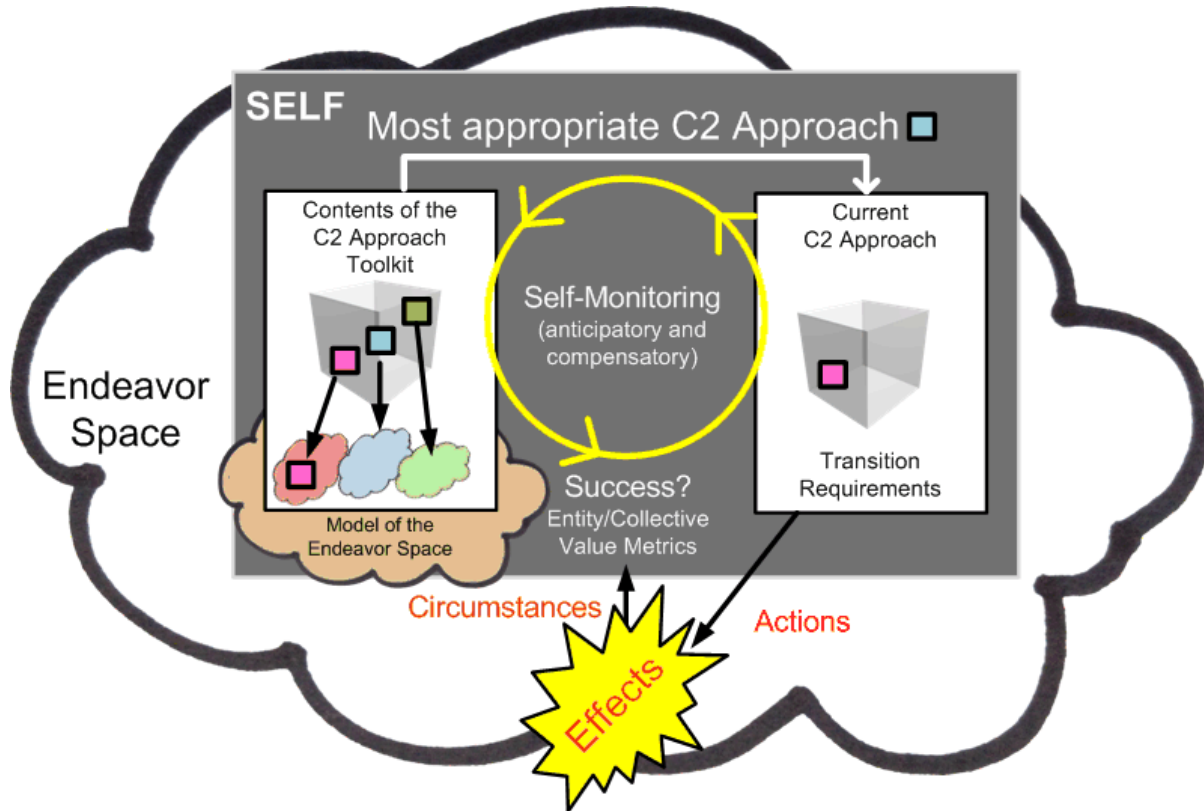 SELF
Most appropriate C2 Approach
Contents of the
C2 Approach
Toolkit
Current
C2 Approach
Self-Monitoring
(anticipatory and
compensatory)
Endeavor
Space
Transition
Requirements
Success?
Entity/Collective
Value Metrics
Model of the
Endeavor Space
Circumstances
Actions
Effects